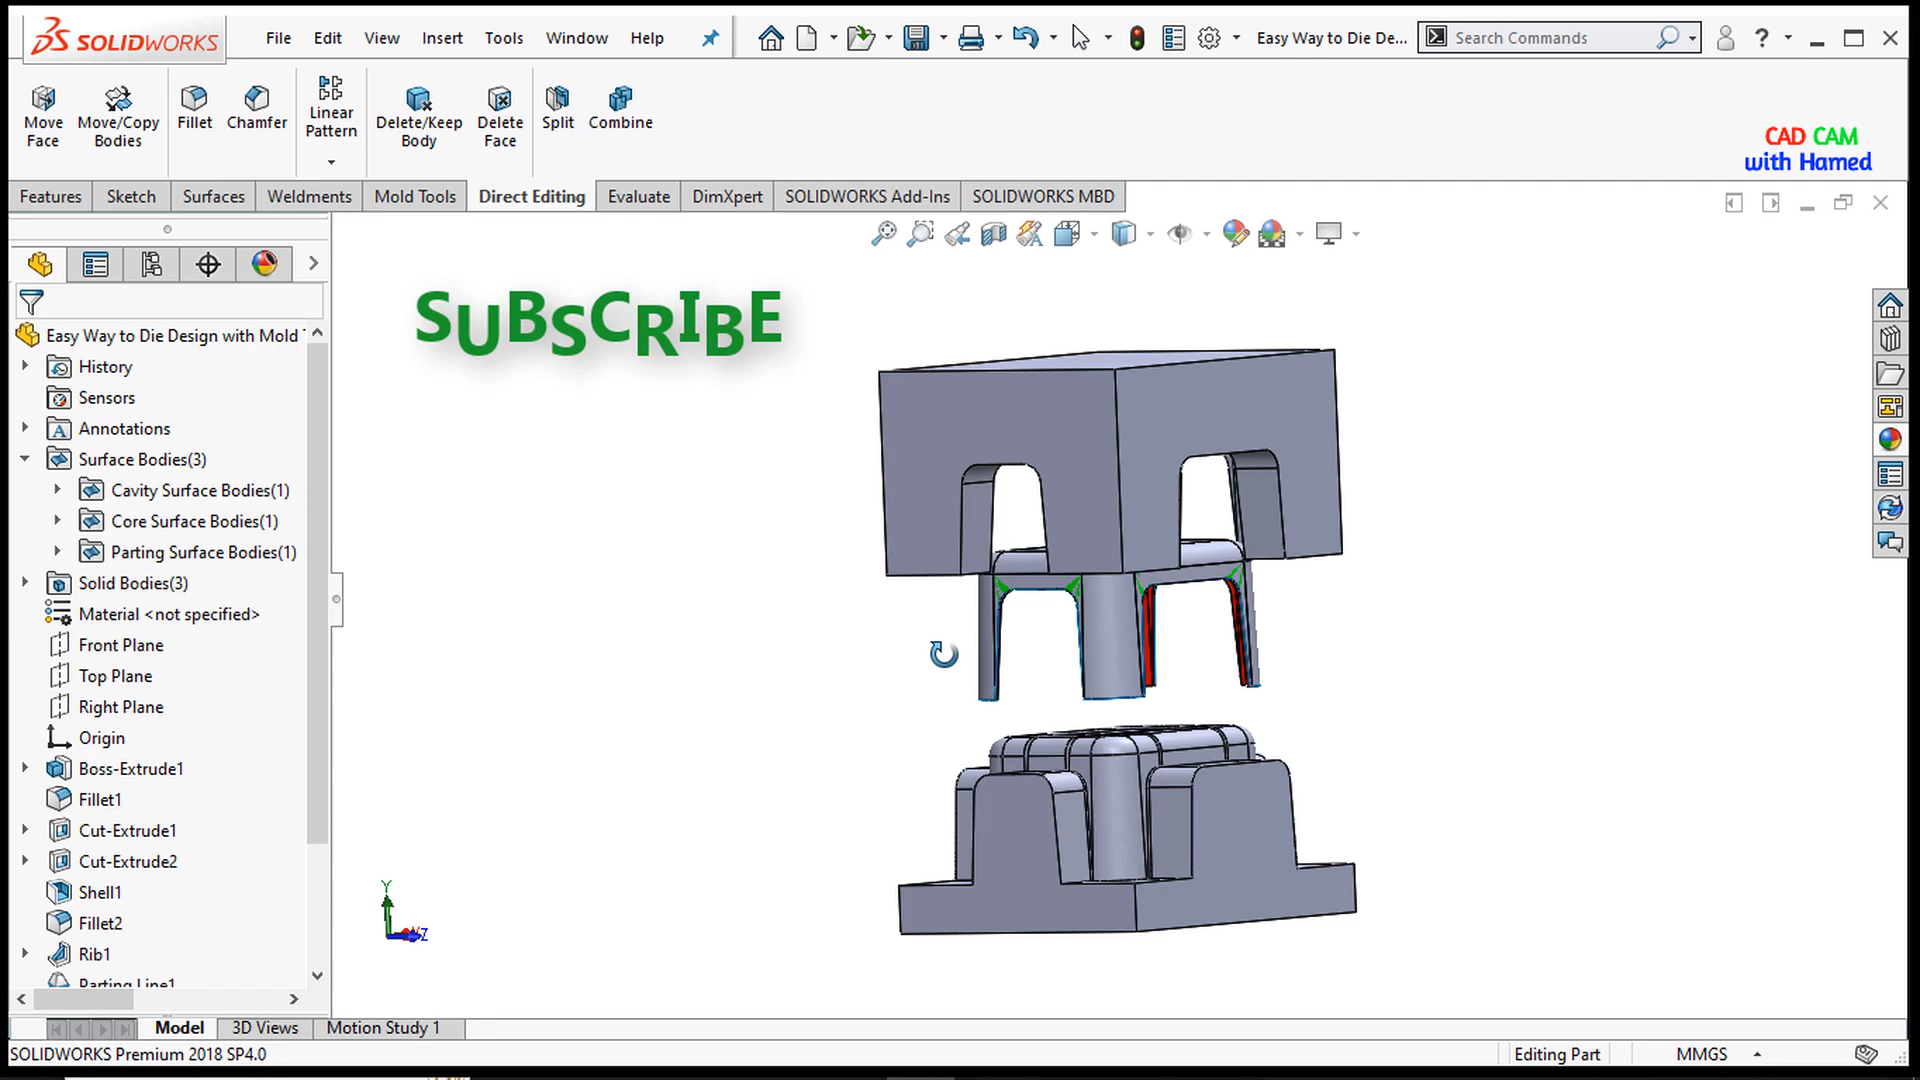 SOLIDWORKS
File Edit View Insert Tools Window Help
Easy Way to Die De...
Search Commands
Move Face
Move/Copy Bodies
Fillet
Chamfer
Linear Pattern
Delete/Keep Body
Delete Face
Split
Combine
CAD CAM
with Hamed
Features Sketch Surfaces Weldments Mold Tools Direct Editing Evaluate DimXpert SOLIDWORKS Add-Ins SOLIDWORKS MBD
SUBSCRIBE
Easy Way to Die Design with Mold
History
Sensors
Annotations
Surface Bodies(3)
Cavity Surface Bodies(1)
Core Surface Bodies(1)
Parting Surface Bodies(1)
Solid Bodies(3)
Material <not specified>
Front Plane
Top Plane
Right Plane
Origin
Boss-Extrude1
Fillet1
Cut-Extrude1
Cut-Extrude2
Shell1
Fillet2
Rib1
Parting Line1
Y
Z
Model 3D Views Motion Study 1
SOLIDWORKS Premium 2018 SP4.0
Editing Part
MMGS